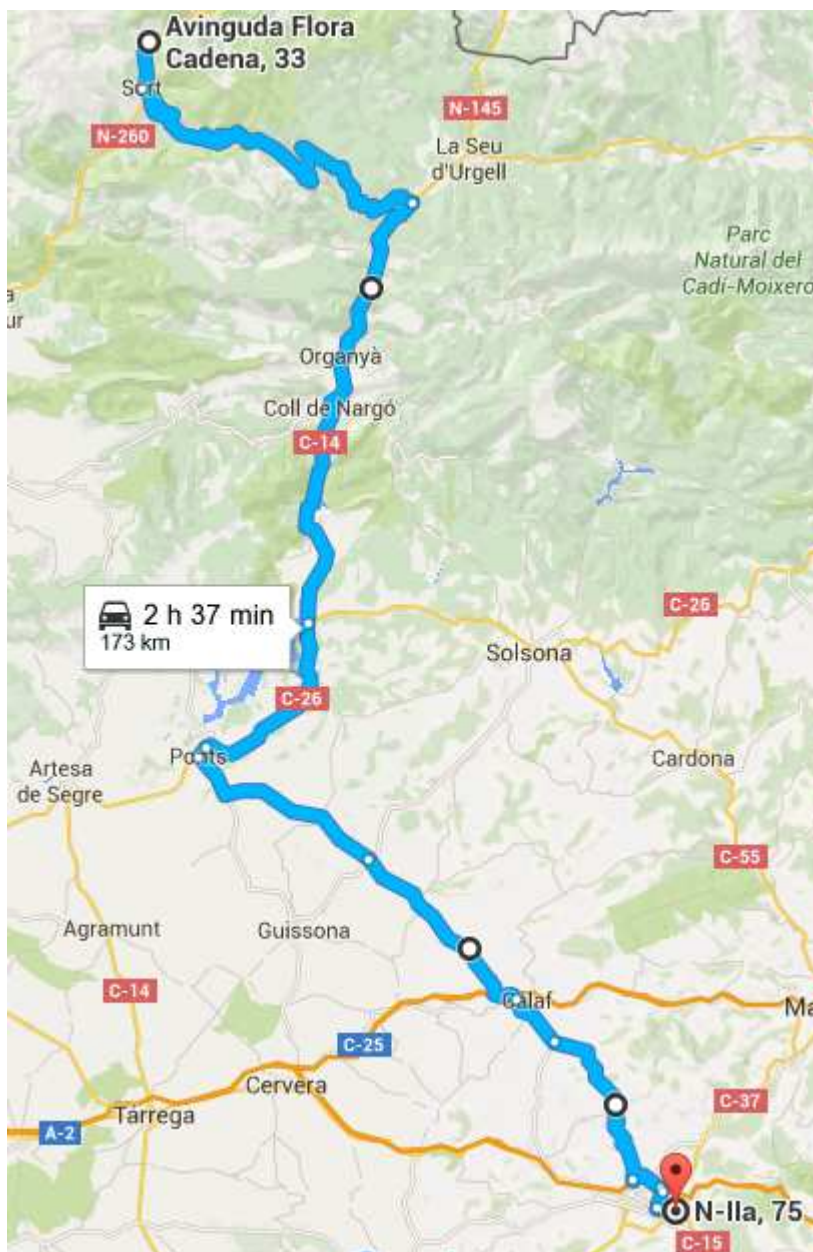 Avinguda Flora
Cadena, 33
Sort
N-260
N-145
La Seu
d'Urgell
Parc
Natural del
Cadí-Moixero
a
ur
Organyà
Coll de Nargó
C-14
2 h 37 min
173 km
C-26
Solsona
C-26
Ponts
Artesa
de Segre
Cardona
C-55
Agramunt
Guissona
C-14
Calaf
Ma
C-25
Cervera
Tàrrega
C-37
A-2
N-IIa, 75
C-15